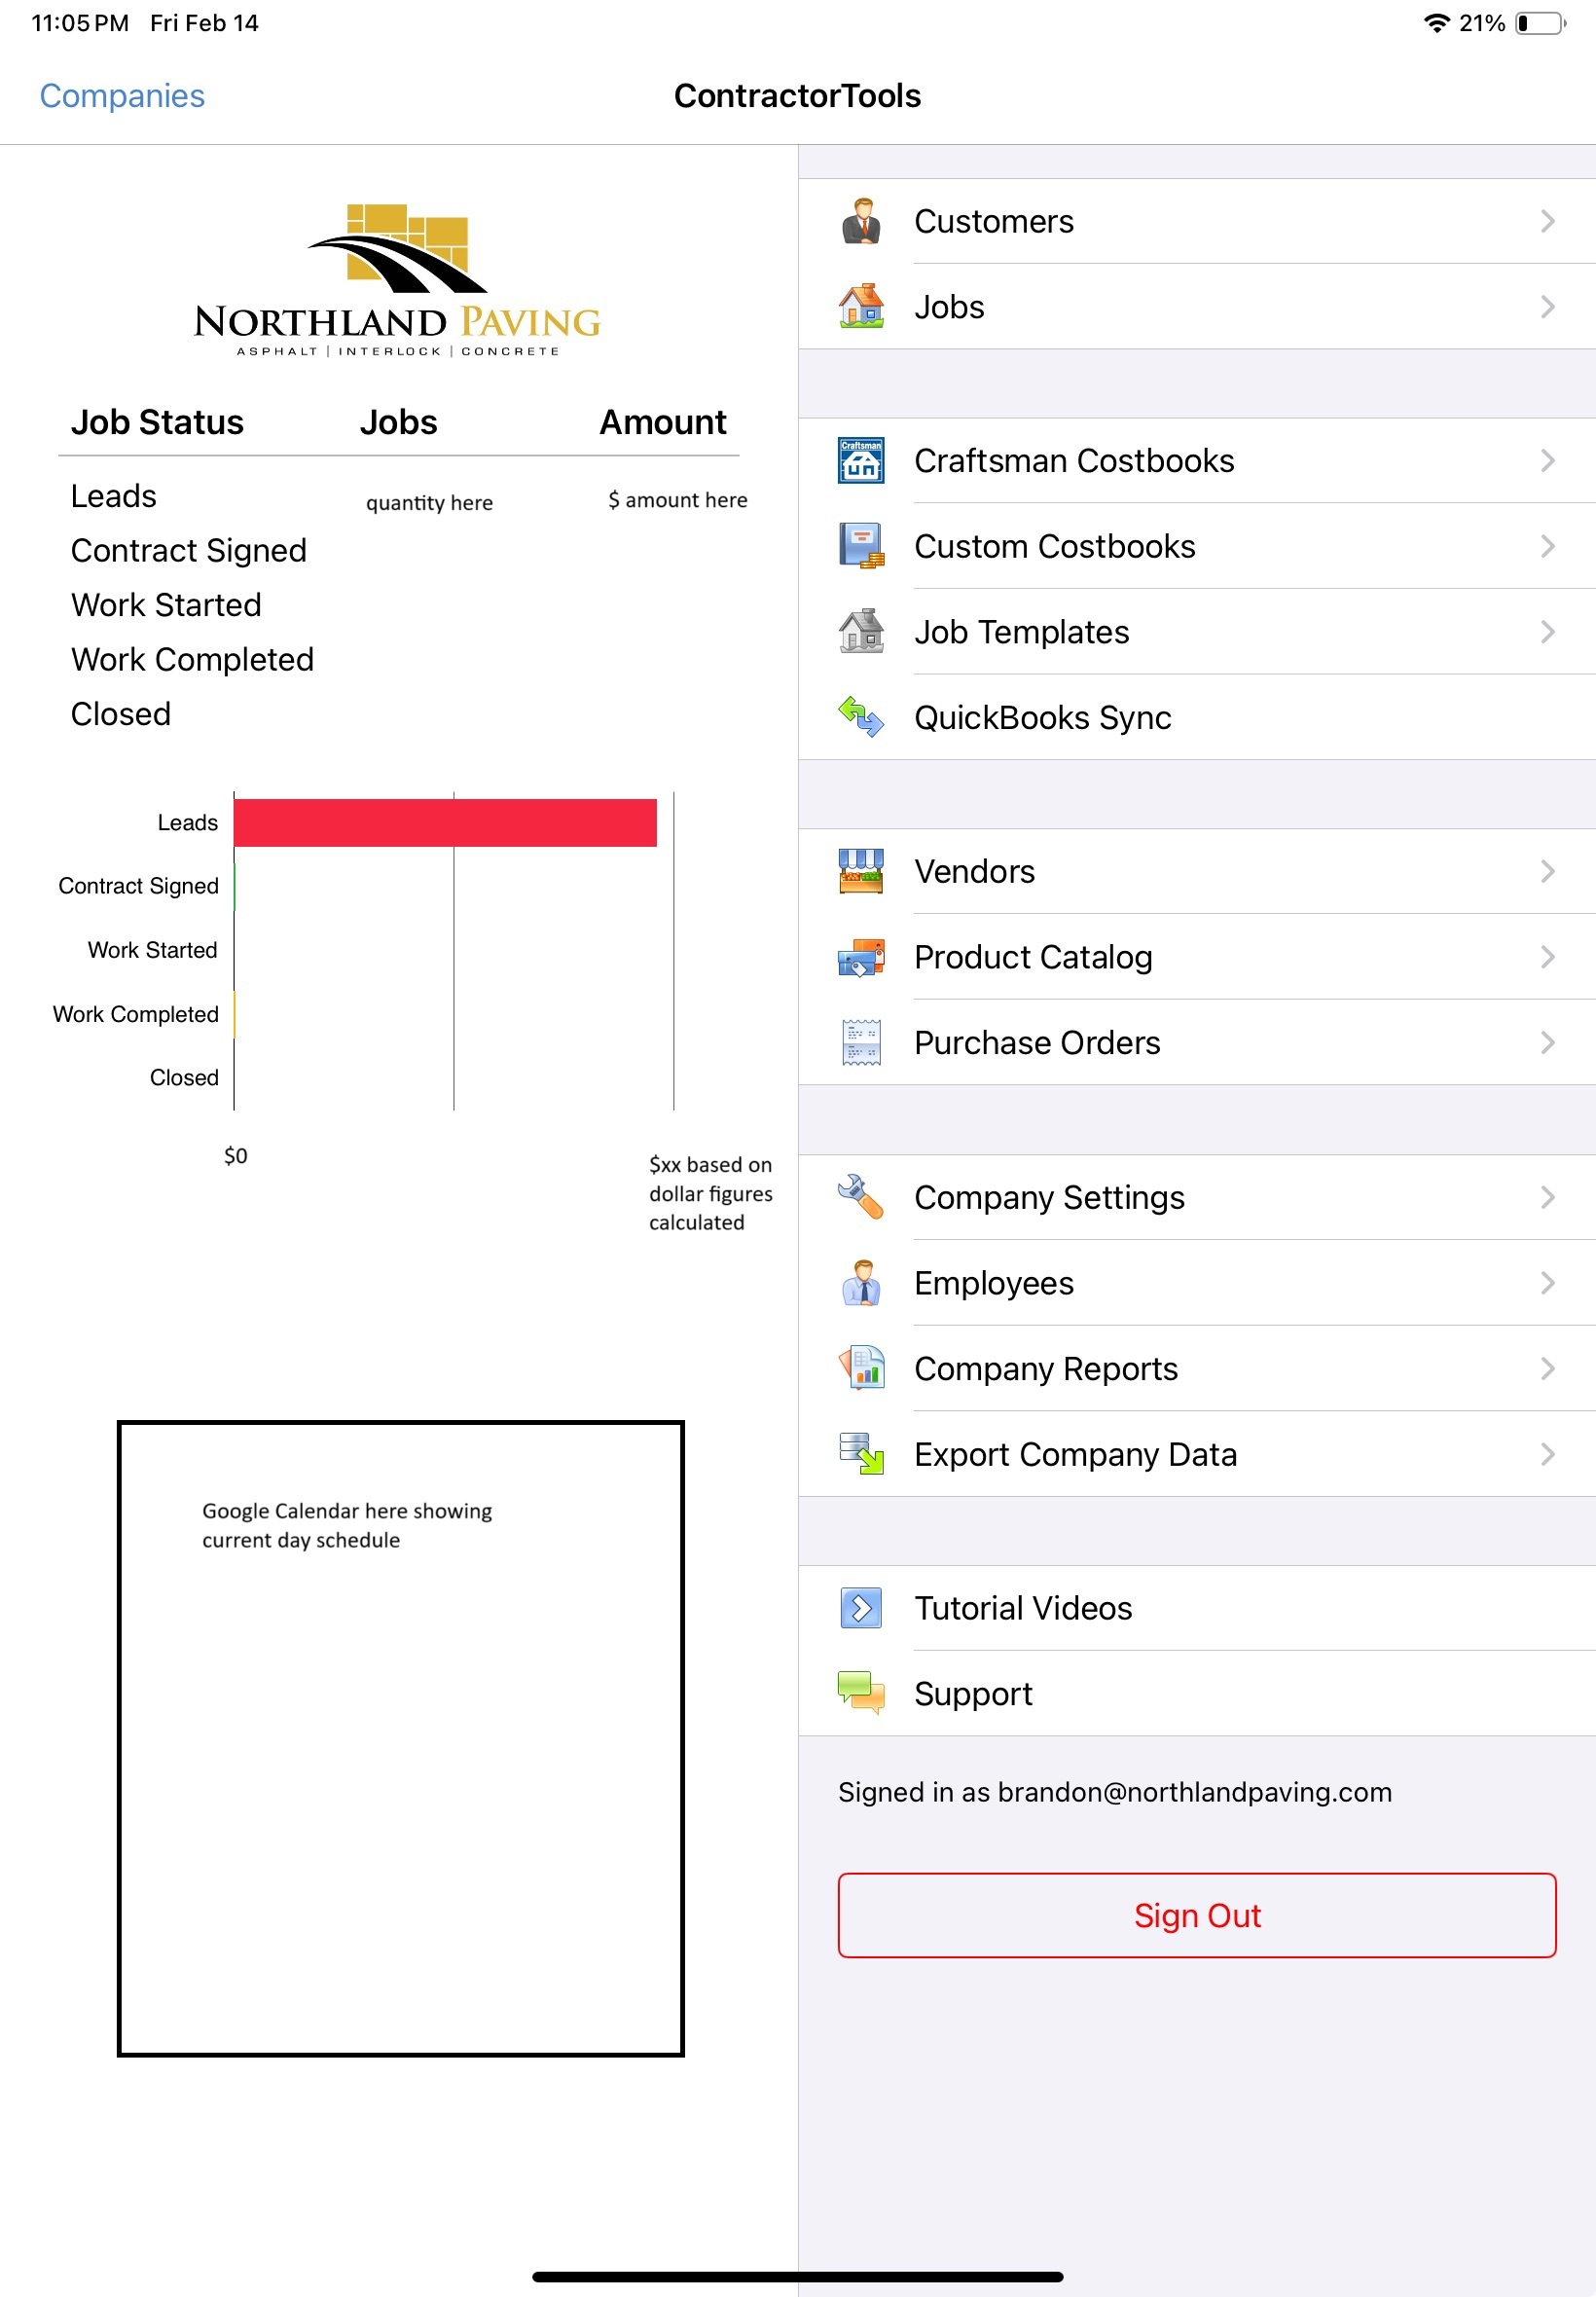 11:05 PM Fri Feb 14
21%
Companies
ContractorTools
NORTHLAND PAVING
ASPHALT | INTERLOCK | CONCRETE
Job Status Jobs Amount
Leads quantity here $ amount here
Contract Signed
Work Started
Work Completed
Closed
Leads
Contract Signed
Work Started
Work Completed
Closed
$0
$xx based on
dollar figures
calculated
Google Calendar here showing
current day schedule
Customers
Jobs
Craftsman
Craftsman Costbooks
Custom Costbooks
Job Templates
QuickBooks Sync
Vendors
Product Catalog
Purchase Orders
Company Settings
Employees
Company Reports
Export Company Data
Tutorial Videos
Support
Signed in as brandon@northlandpaving.com
Sign Out